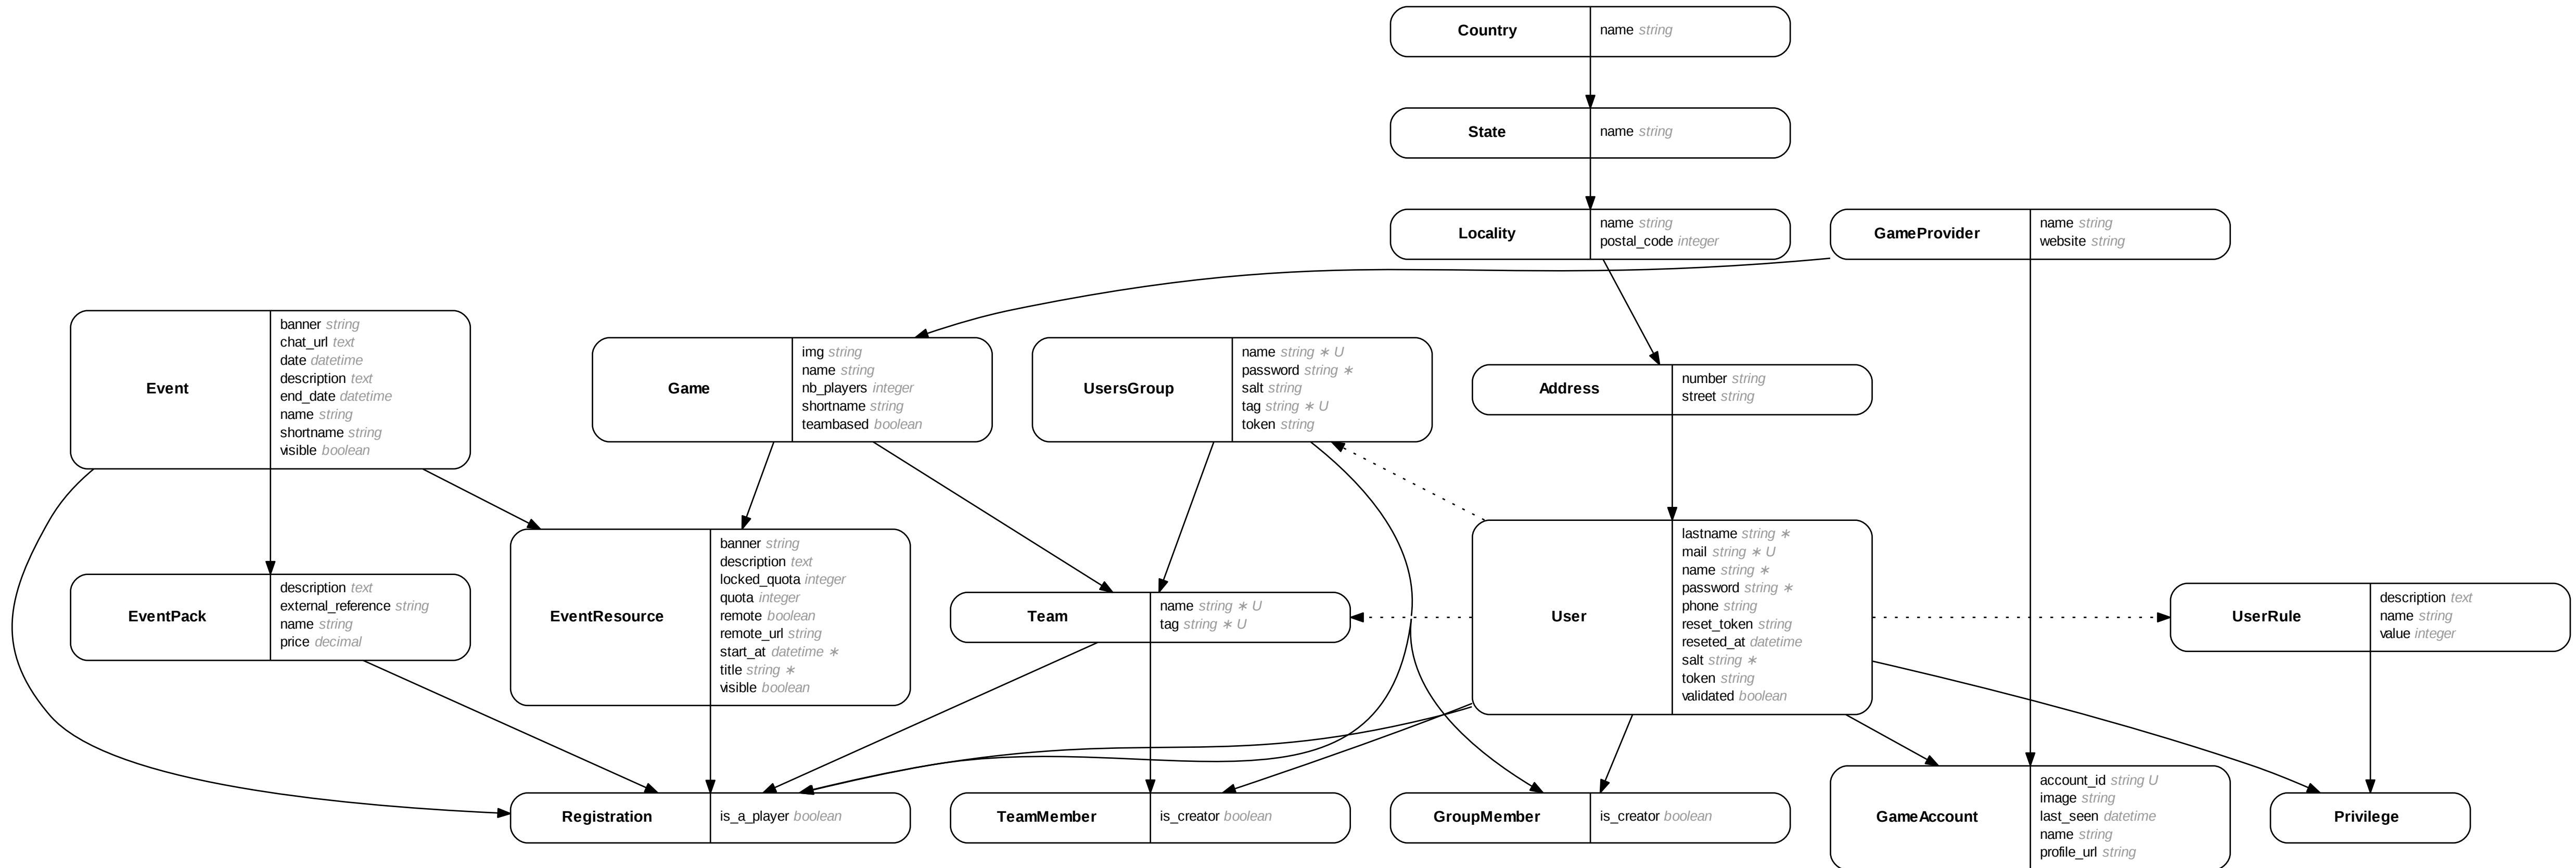 Country
name string
State
name string
Locality
name string
postal_code integer
GameProvider
name string
website string
Event
banner string
chat_url text
date datetime
description text
end_date datetime
name string
shortname string
visible boolean
Game
img string
name string
nb_players integer
shortname string
teambased boolean
UsersGroup
name string ∗ U
password string ∗
salt string
tag string ∗ U
token string
Address
number string
street string
EventPack
description text
external_reference string
name string
price decimal
EventResource
banner string
description text
locked_quota integer
quota integer
remote boolean
remote_url string
start_at datetime ∗
title string ∗
visible boolean
Team
name string ∗ U
tag string ∗ U
User
lastname string ∗
mail string ∗ U
name string ∗
password string ∗
phone string
reset_token string
reseted_at datetime
salt string ∗
token string
validated boolean
UserRule
description text
name string
value integer
Registration
is_a_player boolean
TeamMember
is_creator boolean
GroupMember
is_creator boolean
GameAccount
account_id string U
image string
last_seen datetime
name string
profile_url string
Privilege